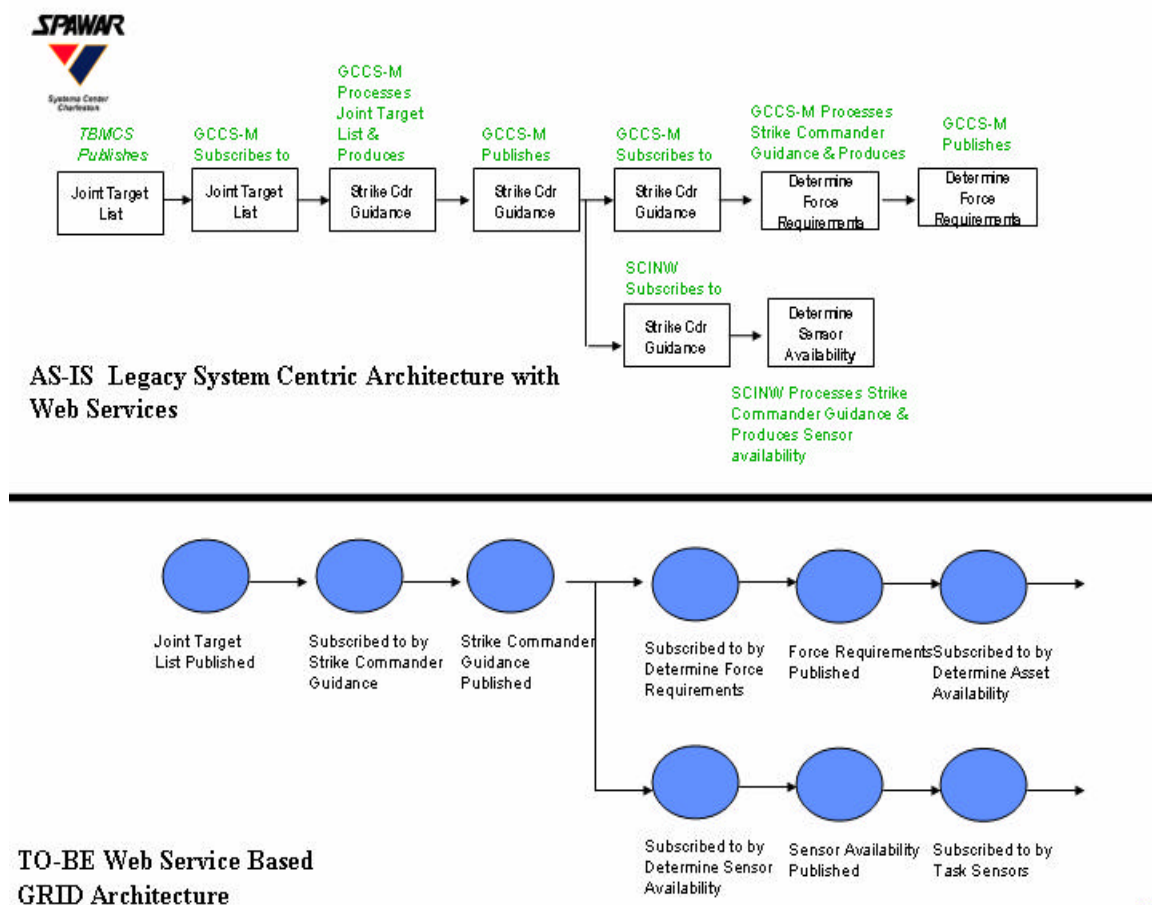 SPAWAR
Systems Center
Charleston
TBMCS
Publishes
GCCS-M
Subscribes to
GCCS-M
Processes
Joint Target
List &
Produces
GCCS-M
Publishes
GCCS-M
Subscribes to
GCCS-M Processes
Strike Commander
Guidance & Produces
GCCS-M
Publishes
Joint Target
List
Joint Target
List
Strike Cdr
Guidance
Strike Cdr
Guidance
Strike Cdr
Guidance
Determine
Force
Requirements
Determine
Force
Requirements
SCINW
Subscribes to
Strike Cdr
Guidance
Determine
Sensor
Availability
SCINW Processes Strike
Commander Guidance &
Produces Sensor
availability
AS-IS Legacy System Centric Architecture with
Web Services
Joint Target
List Published
Subscribed to by
Strike Commander
Guidance
Strike Commander
Guidance
Published
Subscribed to by
Determine Force
Requirements
Force Requirements
Published
Subscribed to by
Determine Asset
Availability
Subscribed to by
Determine Sensor
Availability
Sensor Availability
Published
Subscribed to by
Task Sensors
TO-BE Web Service Based
GRID Architecture